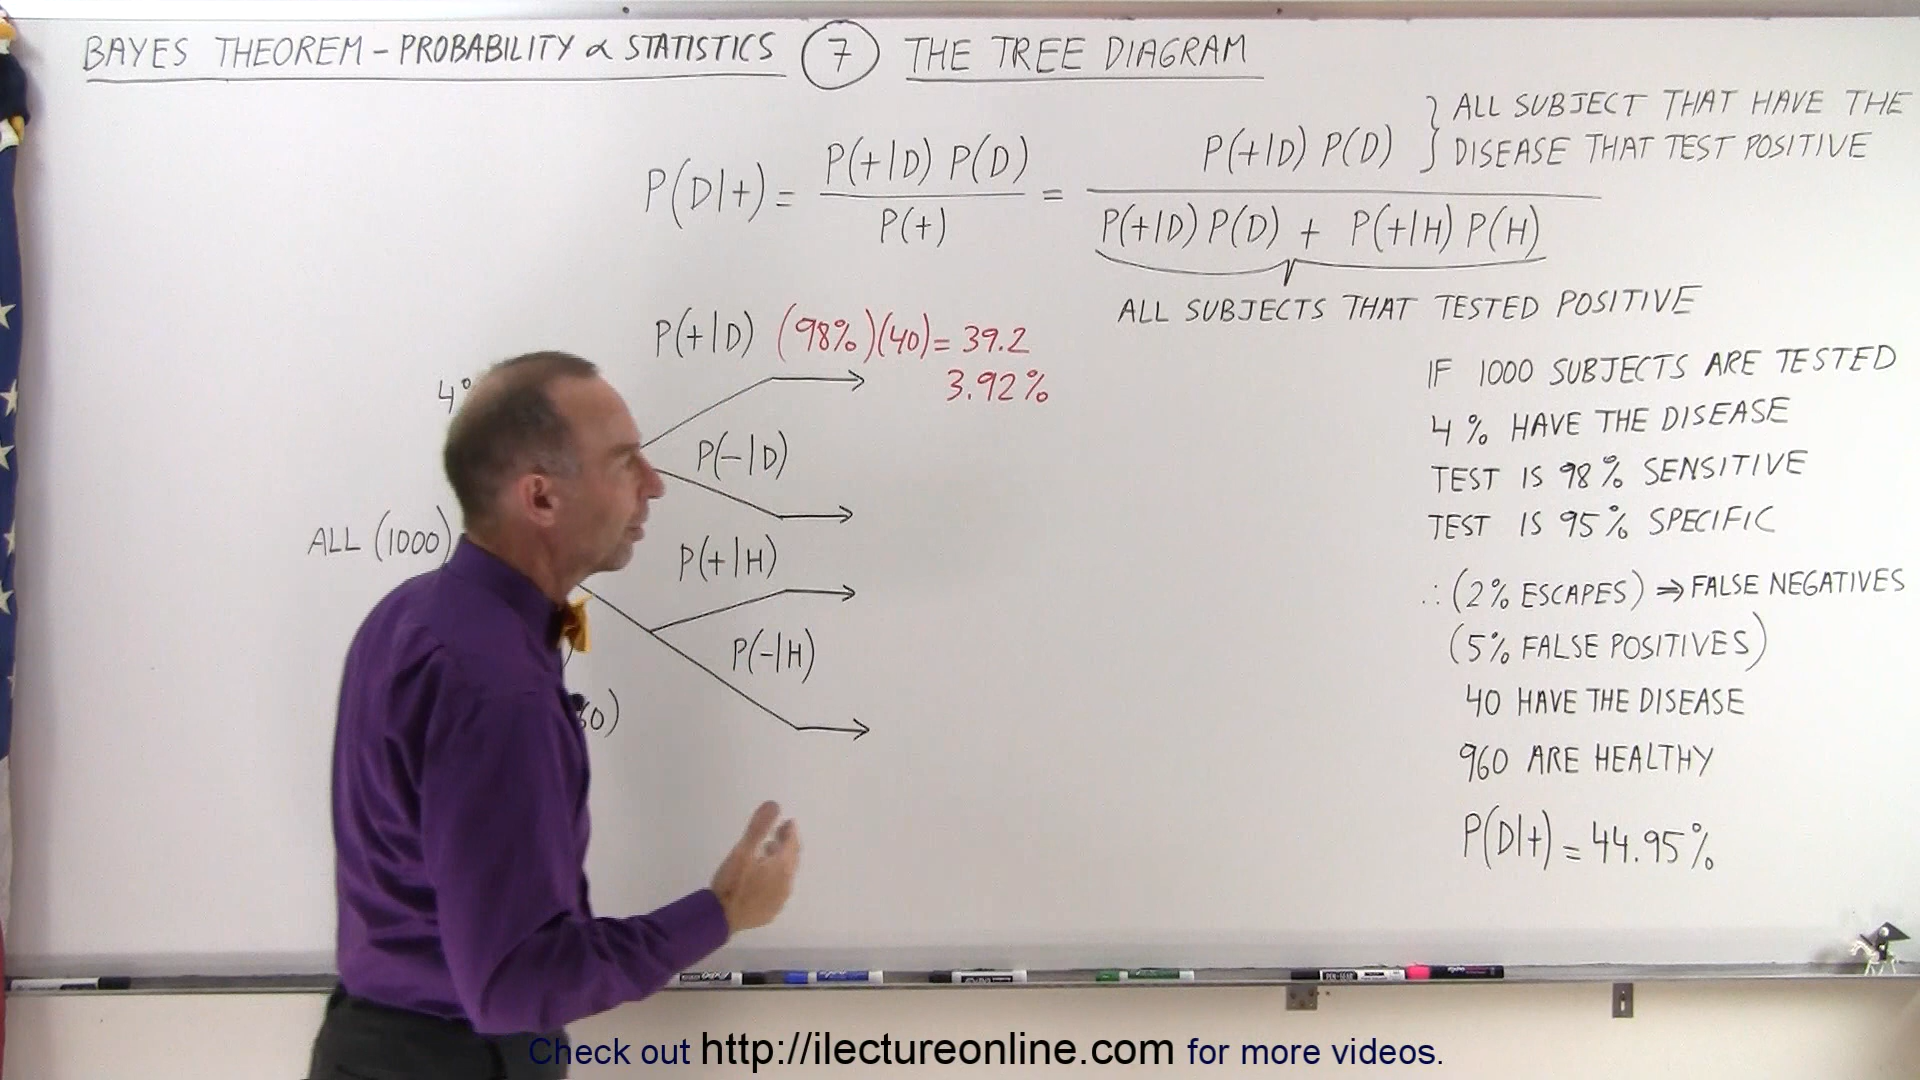 BAYES THEOREM - PROBABILITY & STATISTICS 7 THE TREE DIAGRAM
P(D|+) = P(+|D) P(D) / P(+) = P(+|D) P(D) / P(+|D) P(D) + P(+|H) P(H)
} ALL SUBJECT THAT HAVE THE
DISEASE THAT TEST POSITIVE
ALL SUBJECTS THAT TESTED POSITIVE
P(+|D) (98%)(40) = 39.2
3.92%
4%
P(-|D)
ALL (1000)
P(+|H)
P(-|H)
60)
IF 1000 SUBJECTS ARE TESTED
4% HAVE THE DISEASE
TEST IS 98% SENSITIVE
TEST IS 95% SPECIFIC
∴ (2% ESCAPES) ⇒ FALSE NEGATIVES
(5% FALSE POSITIVES)
40 HAVE THE DISEASE
960 ARE HEALTHY
P(D|+) = 44.95%
Check out http://ilectureonline.com for more videos.